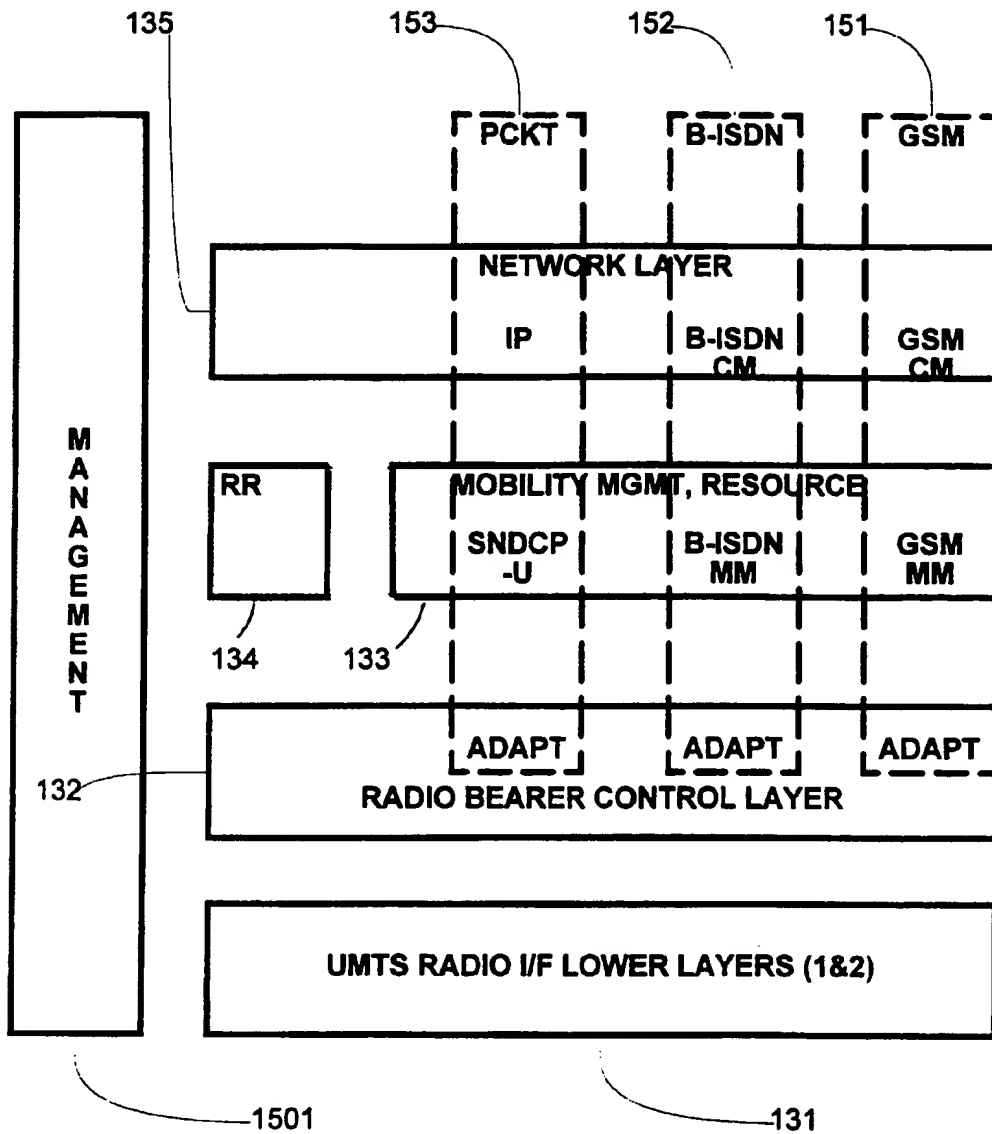 135
153
152
151
PCKT
B-ISDN
GSM
NETWORK LAYER
IP
B-ISDN
CM
GSM
CM
MANAGEMENT
RR
MOBILITY MGMT, RESOURCE
SNDCP
-U
B-ISDN
MM
GSM
MM
134
133
ADAPT
ADAPT
ADAPT
132
RADIO BEARER CONTROL LAYER
UMTS RADIO I/F LOWER LAYERS (1&2)
1501
131